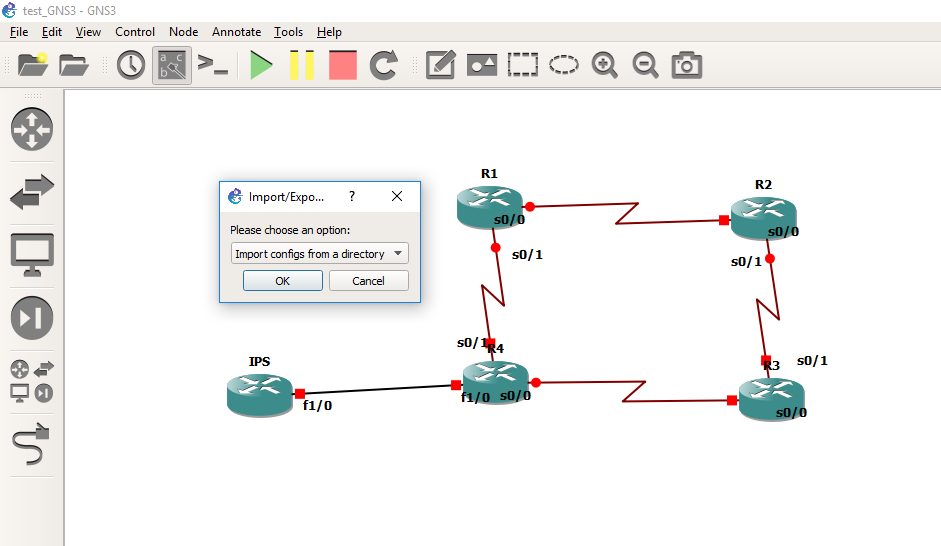 test_GNS3 - GNS3
File Edit View Control Node Annotate Tools Help
a c
b
R1
R2
Import/Expo... ?
s0/0
s0/0
Please choose an option:
Import configs from a directory
s0/1
s0/1
OK Cancel
s0/1
R4
IPS
s0/1
R3
f1/0
f1/0
s0/0
s0/0